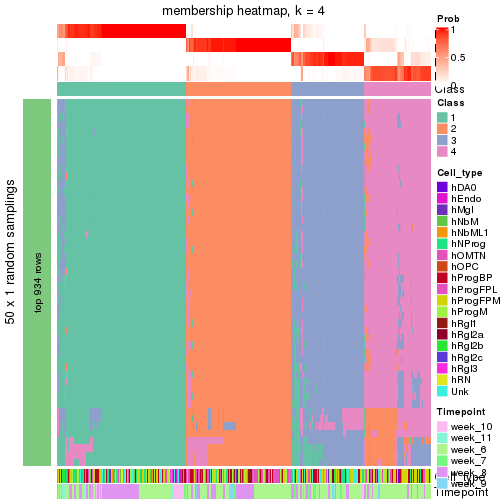 membership heatmap, k = 4
Prob
1
0.5
0
Class
Class
1
2
3
4
Cell_type
hDA0
hEndo
hMgl
hNbM
hNbML1
hNProg
hOMTN
hOPC
hProgBP
hProgFPL
hProgFPM
hProgM
hRgl1
hRgl2a
hRgl2b
hRgl2c
hRgl3
hRN
Unk
Timepoint
week_10
week_11
week_6
week_7
week_8
week_9
50 x 1 random samplings
top 934 rows
Cell_type
Timepoint